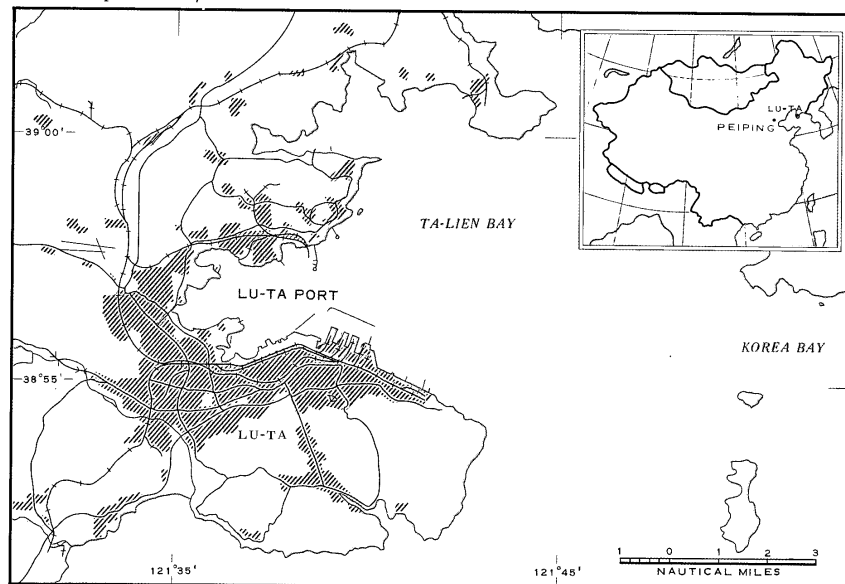 39°00'
LU-TA
PEIPING
TA-LIEN BAY
LU-TA PORT
KOREA BAY
38°55'
LU-TA
121°35'
121°45'
1 0 1 2 3
NAUTICAL MILES